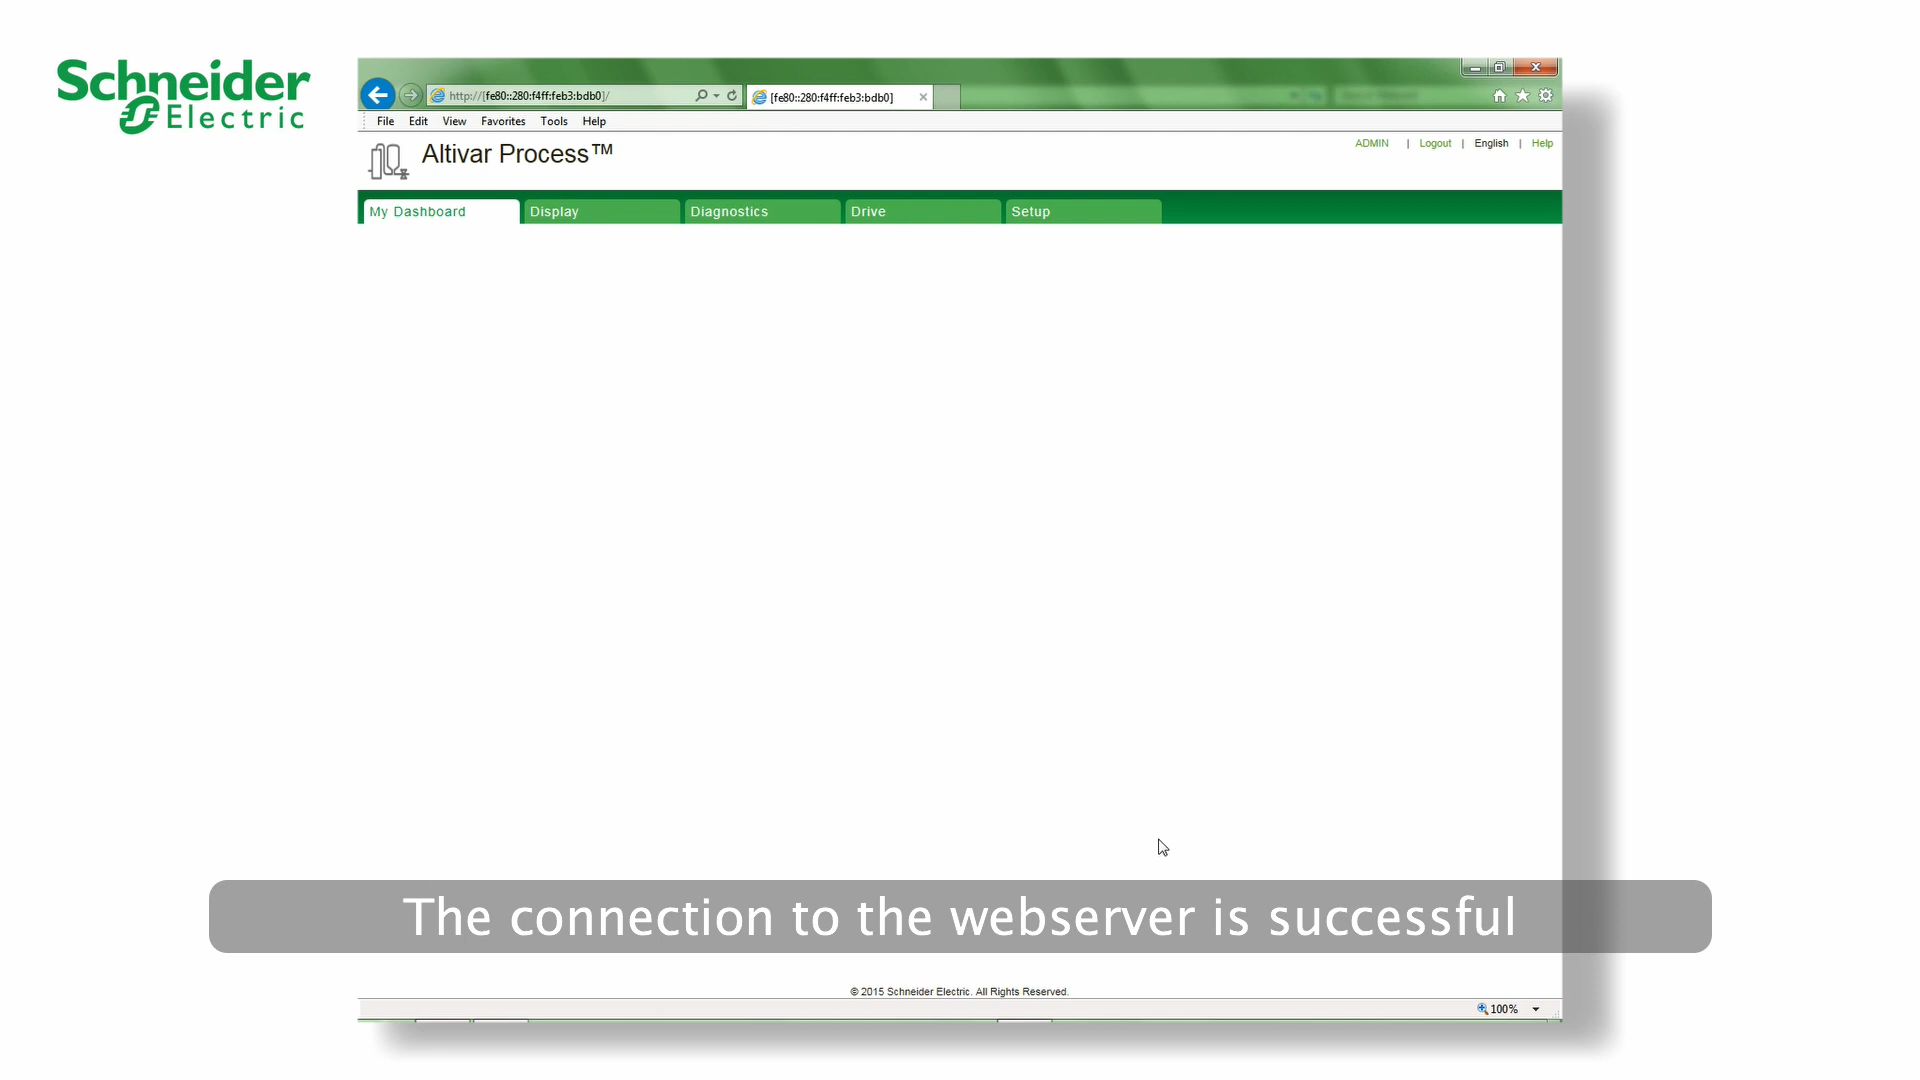 Schneider
Electric
http://[fe80::280:f4ff:feb3:bdb0]/
[fe80::280:f4ff:feb3:bdb0]
File Edit View Favorites Tools Help
Altivar Process™
ADMIN | Logout | English | Help
My Dashboard Display Diagnostics Drive Setup
The connection to the webserver is successful
© 2015 Schneider Electric. All Rights Reserved.
100%